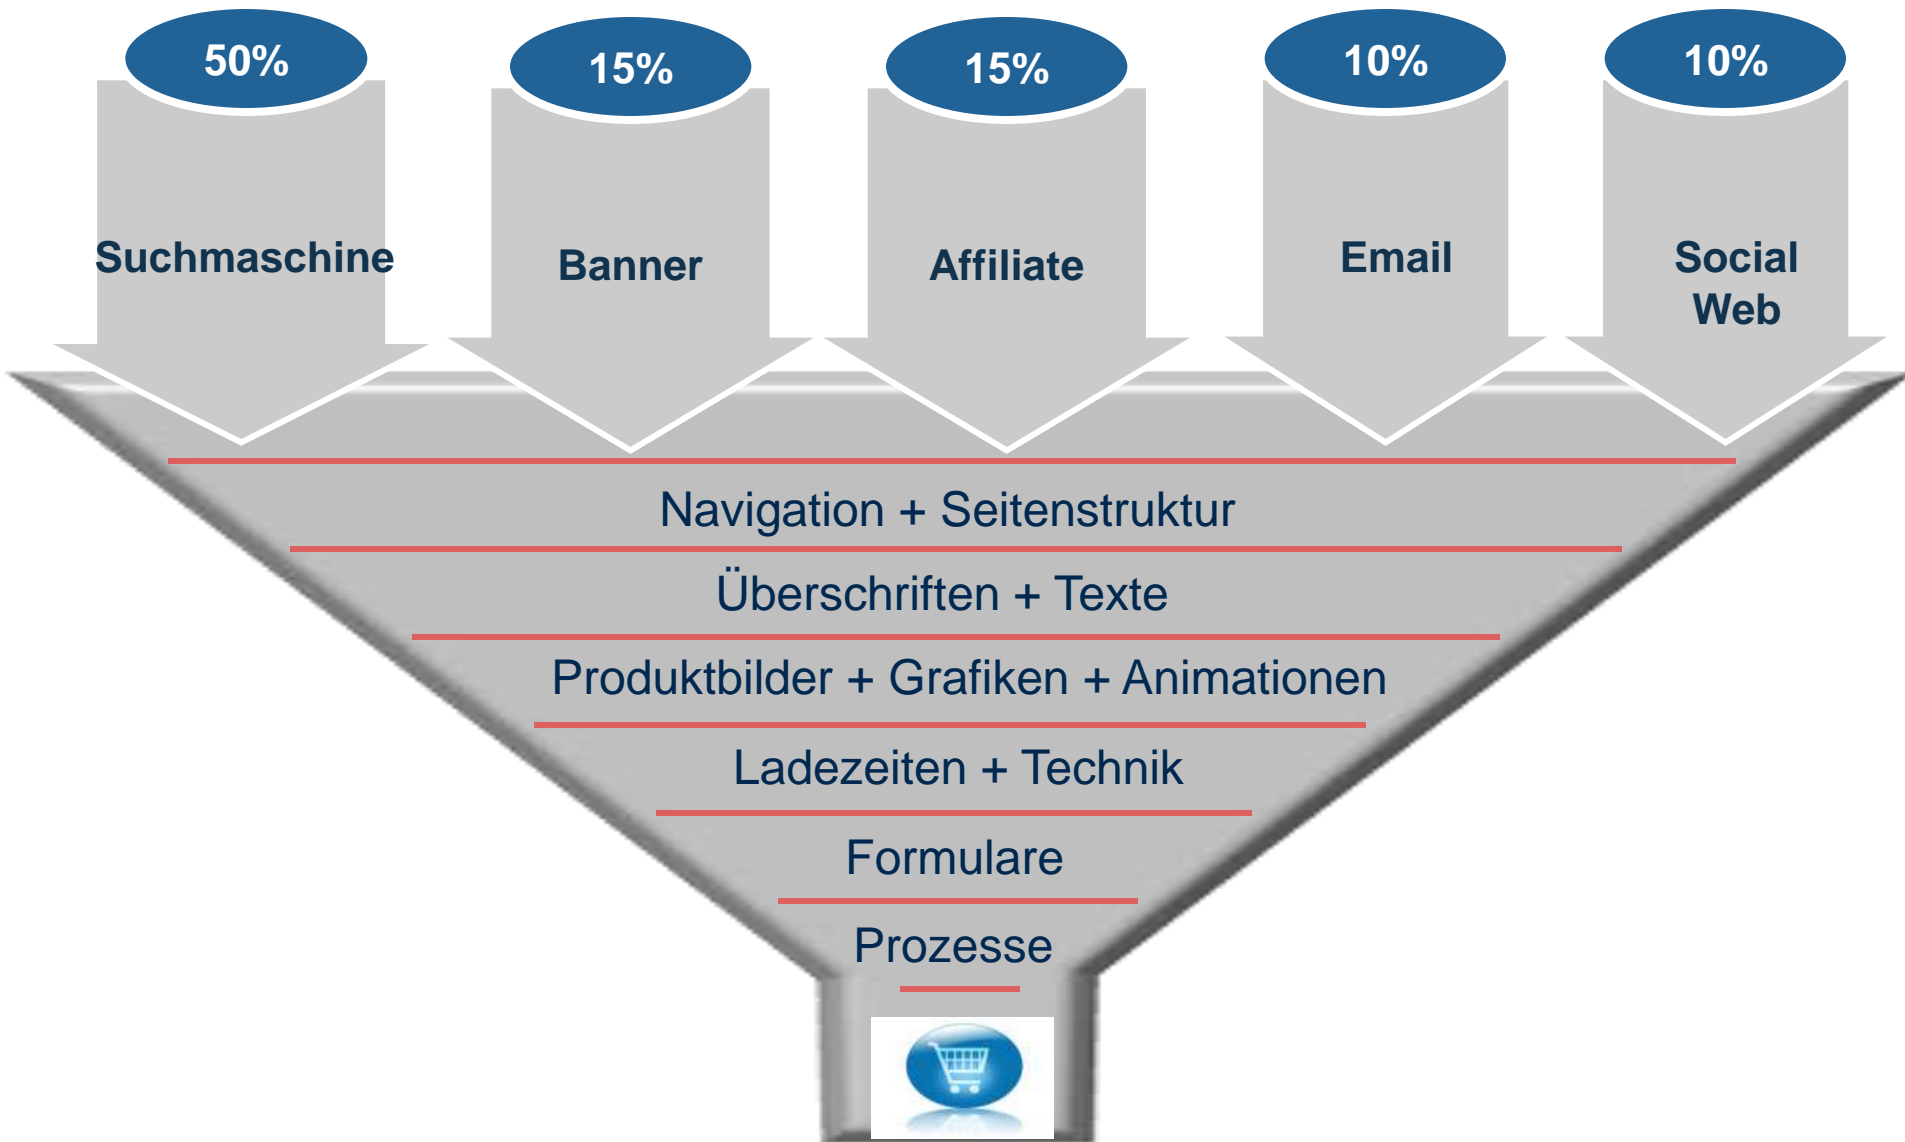 50%
15%
15%
10%
10%
Suchmaschine
Banner
Affiliate
Email
Social
Web
Navigation + Seitenstruktur
Überschriften + Texte
Produktbilder + Grafiken + Animationen
Ladezeiten + Technik
Formulare
Prozesse